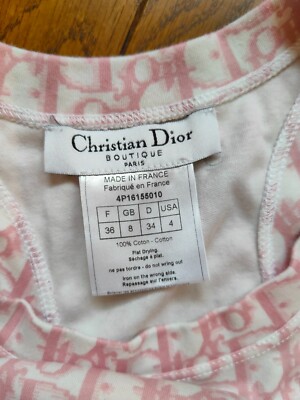 Christian Dior
BOUTIQUE
PARIS
MADE IN FRANCE
Fabriqué en France
4P16155010
F GB D USA
36 8 34 4
100% Coton - Cotton
Flat Drying.
Séchage à plat.
ne pas tordre - do not wring out
Iron on the wrong side.
Repassage sur l'envers.